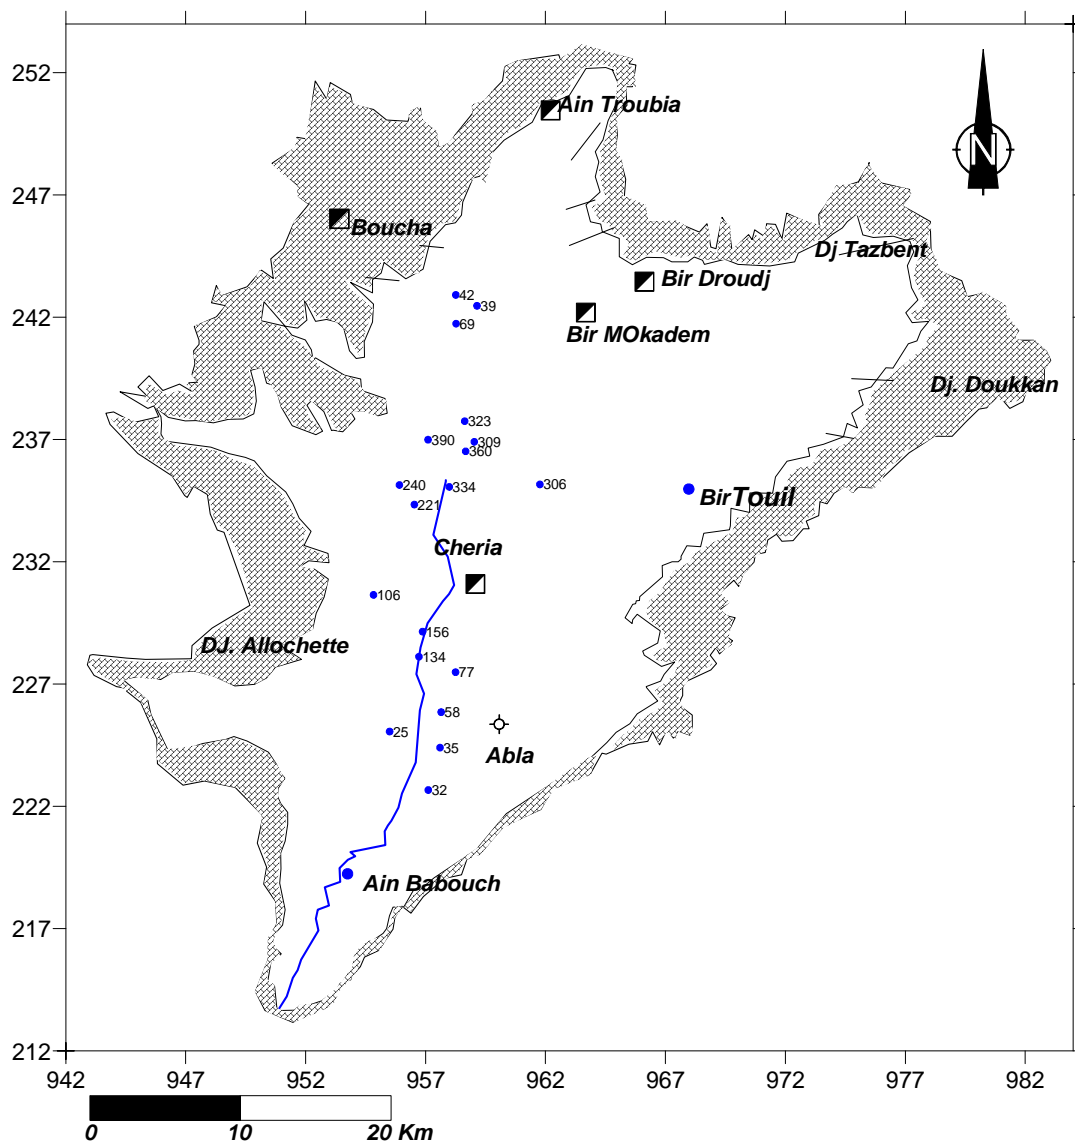 252
Ain Troubia
N
247
Boucha
Dj Tazbent
Bir Droudj
42
39
242
69
Bir MOkadem
Dj. Doukkan
323
237
390
309
360
240
334
306
Bir Touil
221
Cheria
232
106
156
DJ. Allochette
134
77
227
58
25
Abla
35
32
222
Ain Babouch
217
212
942 947 952 957 962 967 972 977 982
0 10 20 Km